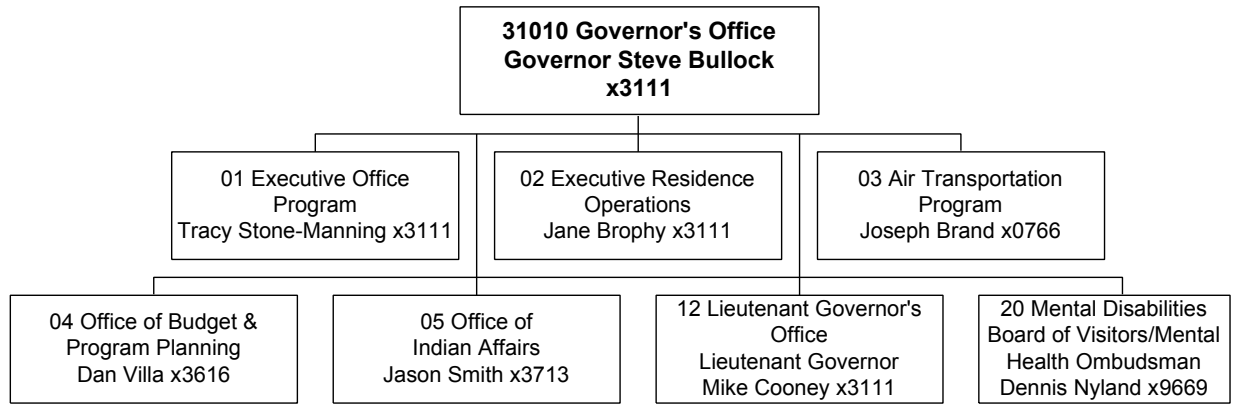 31010 Governor's Office
Governor Steve Bullock
x3111
01 Executive Office
Program
Tracy Stone-Manning x3111
02 Executive Residence
Operations
Jane Brophy x3111
03 Air Transportation
Program
Joseph Brand x0766
04 Office of Budget &
Program Planning
Dan Villa x3616
05 Office of
Indian Affairs
Jason Smith x3713
12 Lieutenant Governor's
Office
Lieutenant Governor
Mike Cooney x3111
20 Mental Disabilities
Board of Visitors/Mental
Health Ombudsman
Dennis Nyland x9669